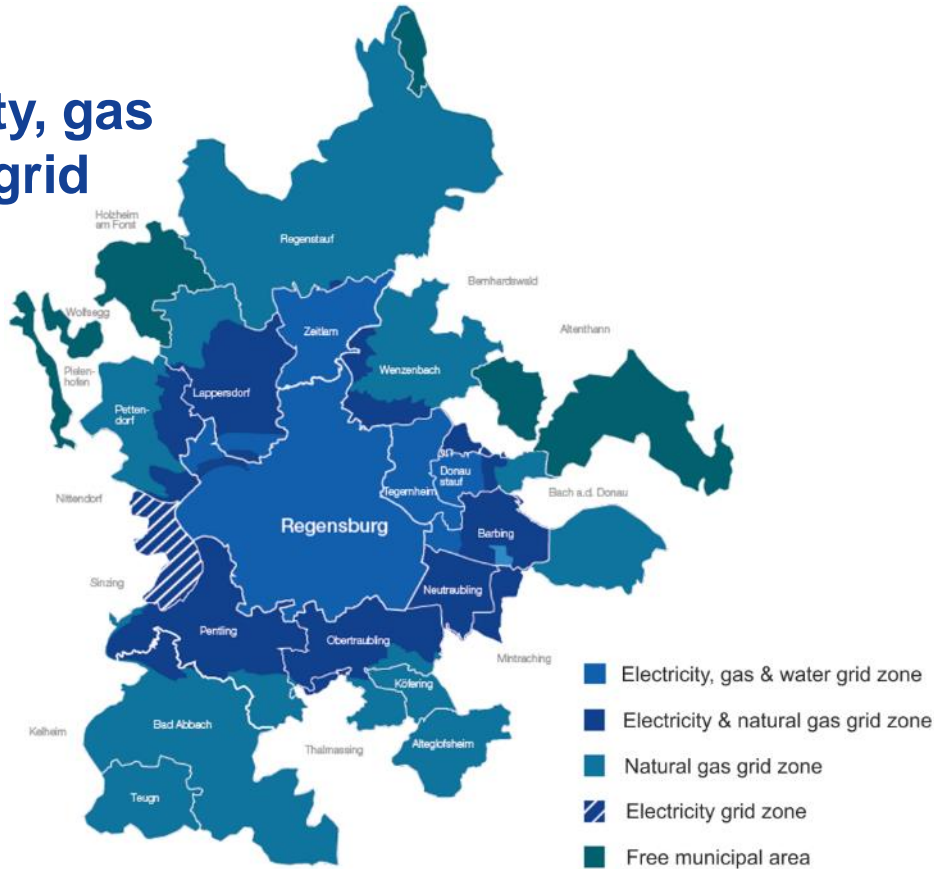 ty, gas
grid
Holzheim
am Forst
Regenstauf
Bernhardswald
Wolfsegg
Zeitlarn
Altenthann
Pielen-
hofen
Wenzenbach
Lappersdorf
Petten-
dorf
Donau
stauf
Tegernheim
Bach a.d. Donau
Nittendorf
Regensburg
Barbing
Sinzing
Neutraubling
Pentling
Obertraubling
Mintraching
Köfering
Bad Abbach
Kelheim
Thalmassing
Alteglofsheim
Teugn
Electricity, gas & water grid zone
Electricity & natural gas grid zone
Natural gas grid zone
Electricity grid zone
Free municipal area